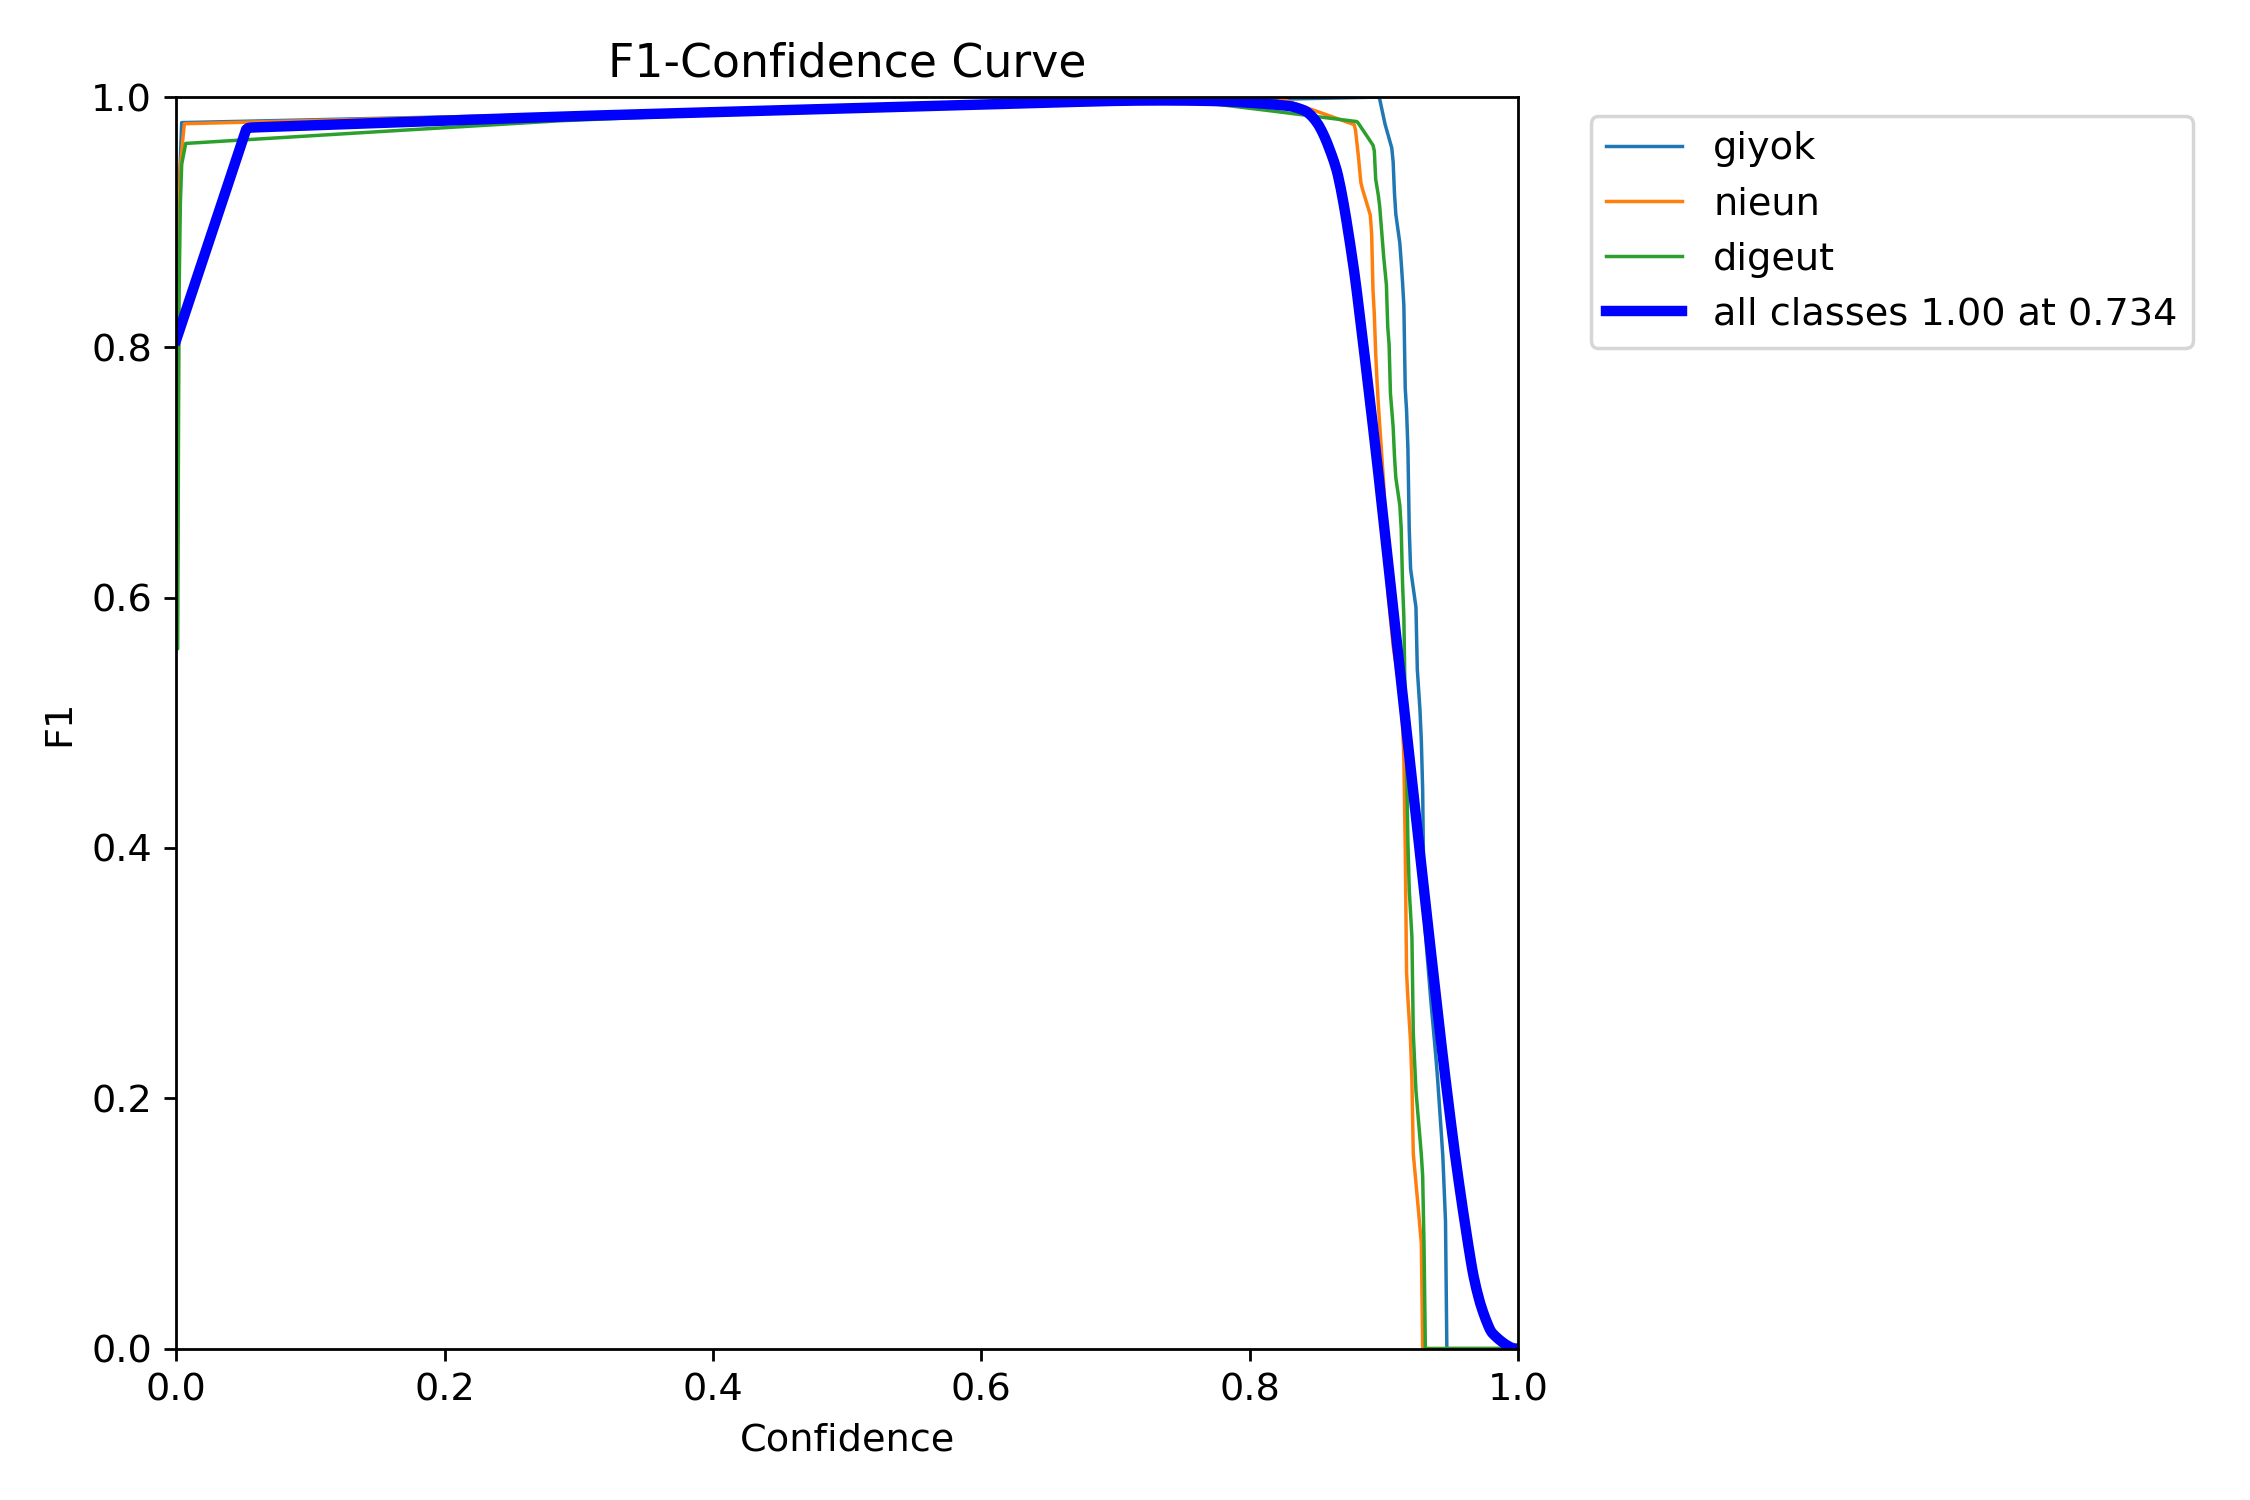 F1-Confidence Curve
1.0
0.8
0.6
0.4
0.2
0.0
F1
0.0 0.2 0.4 0.6 0.8 1.0
Confidence
giyok
nieun
digeut
all classes 1.00 at 0.734